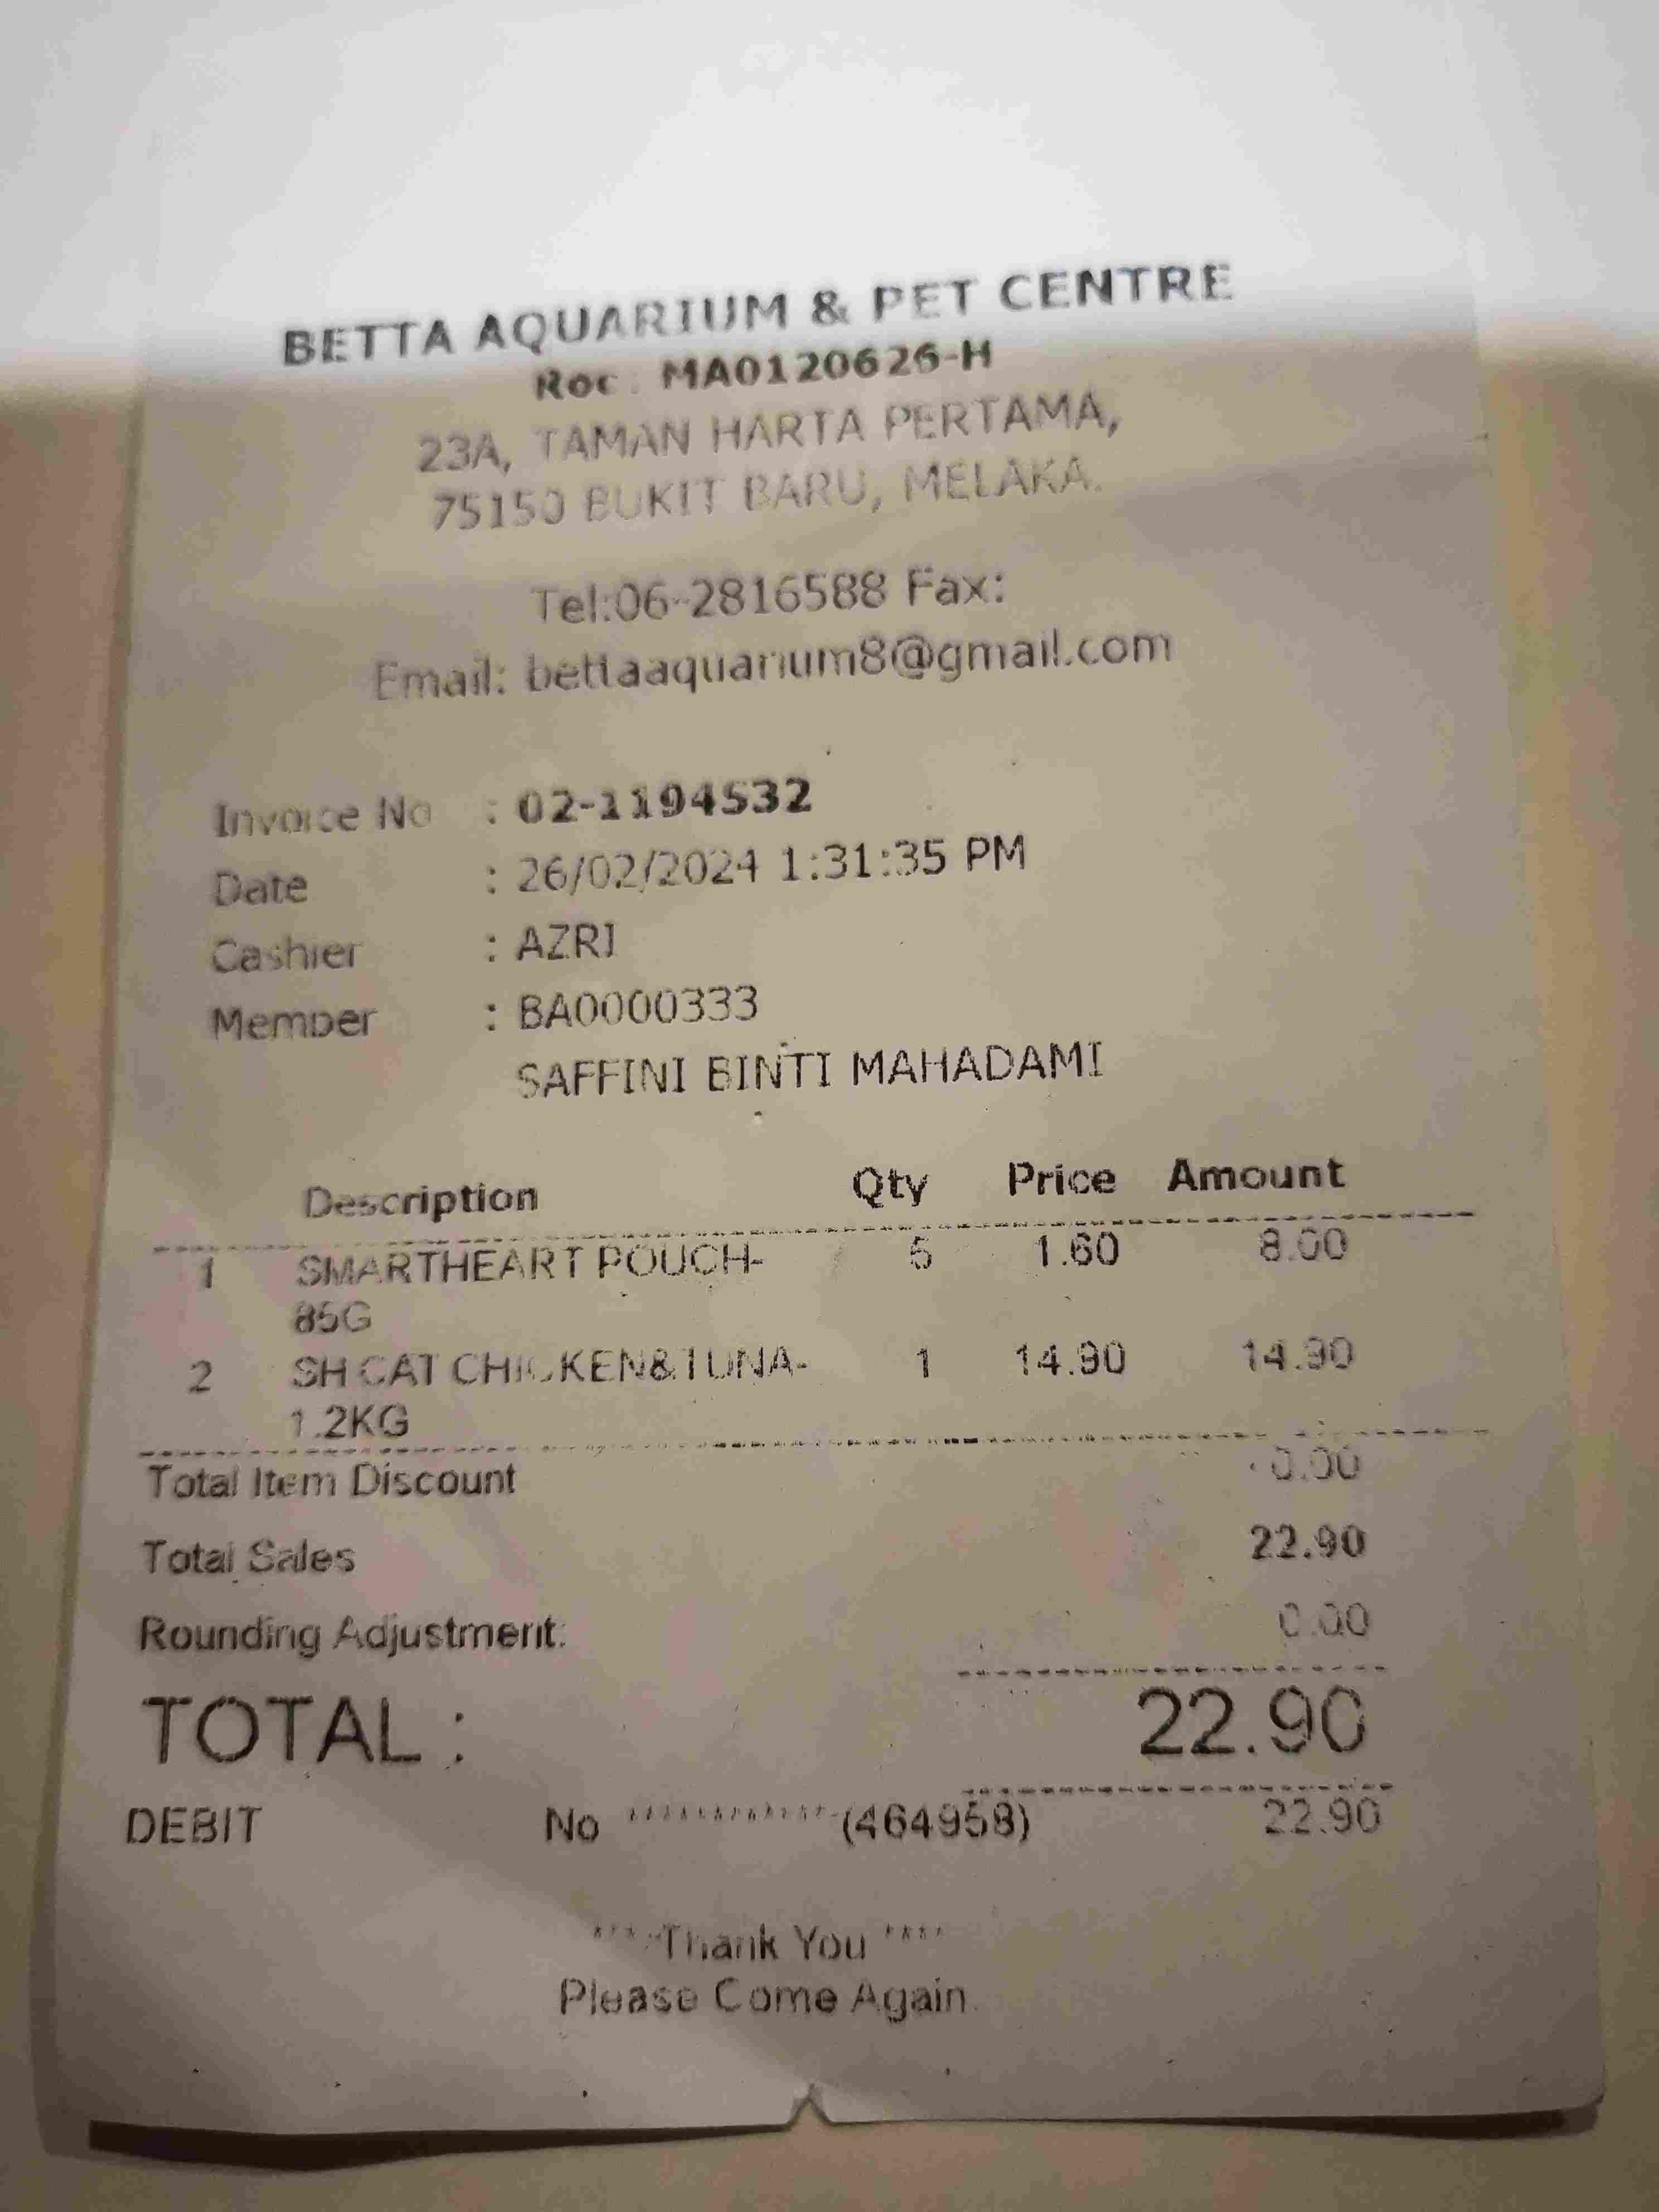 BETTA AQUARIUM & PET CENTRE
Roc : MA0120626-H
23A, TAMAN HARTA PERTAMA,
75150 BUKIT BARU, MELAKA.
Tel:06-2816588 Fax:
Email: bettaaquarium8@gmail.com
Invoice No : 02-1194532
Date : 26/02/2024 1:31:35 PM
Cashier : AZRI
Member : BA0000333
SAFFINI BINTI MAHADAMI
Description Qty Price Amount
1 SMARTHEART POUCH- 5 1.60 8.00
85G
2 SH CAT CHICKEN&TUNA- 1 14.90 14.90
1.2KG
Total Item Discount 0.00
Total Sales 22.90
Rounding Adjustment: 0.00
TOTAL : 22.90
DEBIT No ************-(464958) 22.90
**** Thank You ****
Please Come Again.